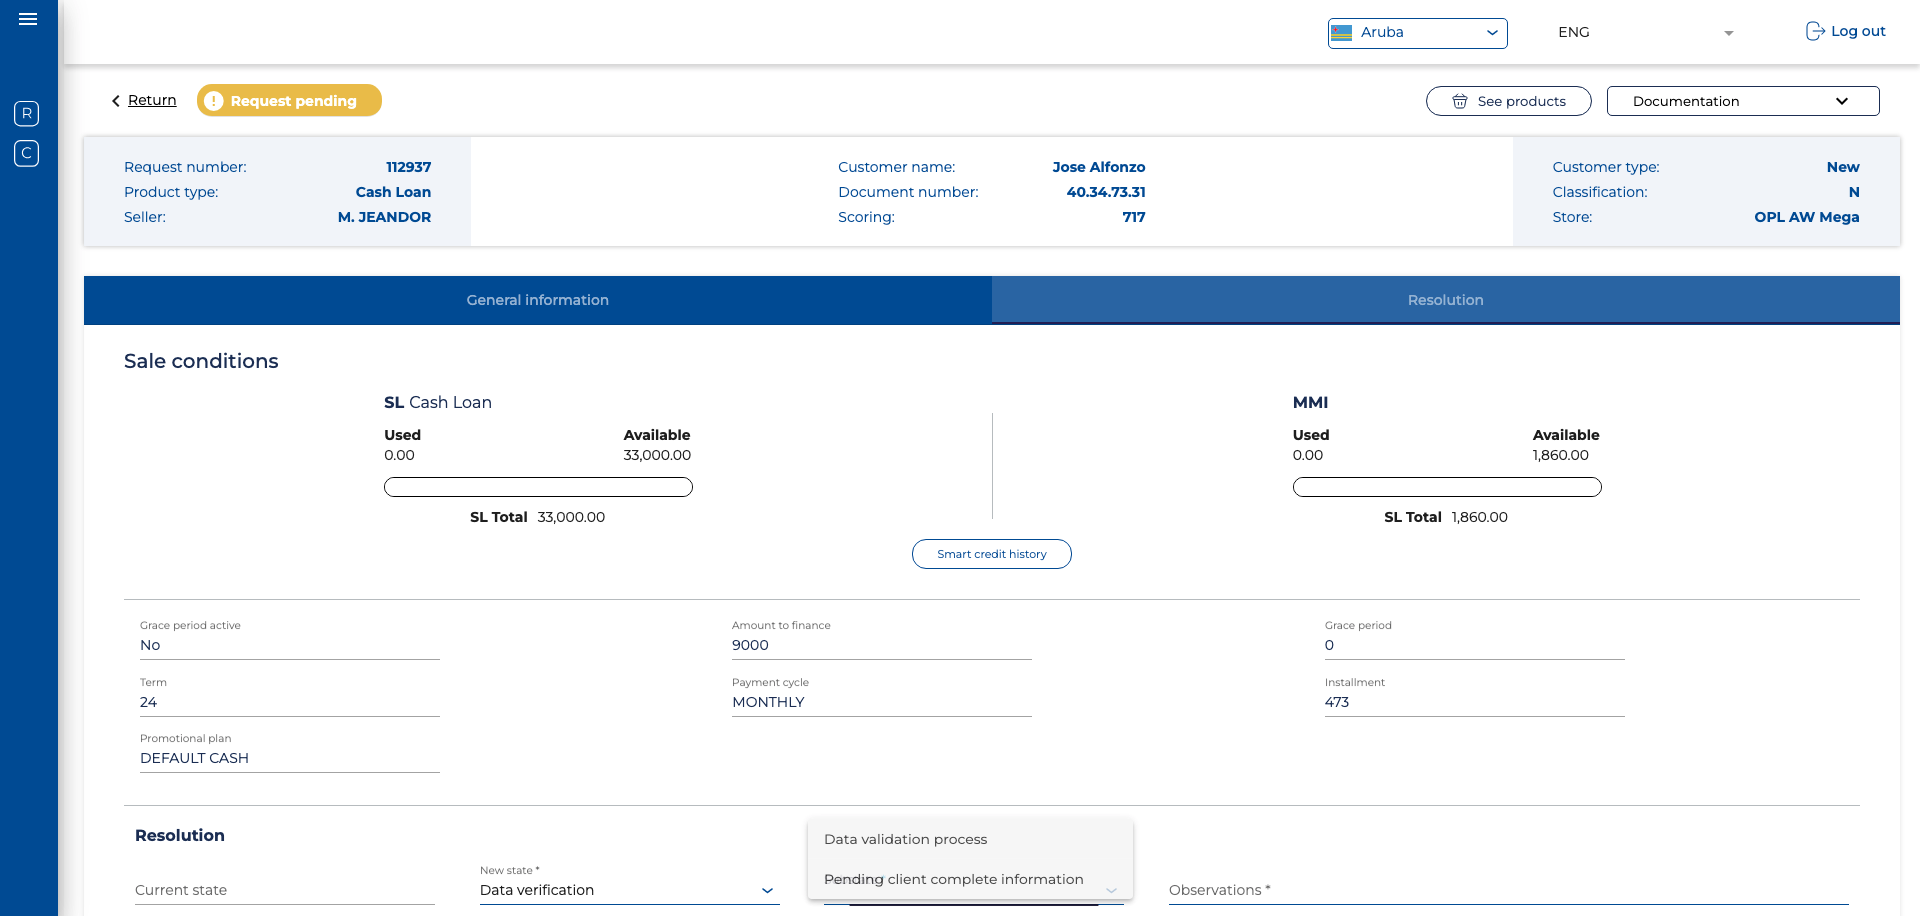 Aruba
ENG
Log out
R
C
Return
Request pending
See products
Documentation
Request number: 112937
Product type: Cash Loan
Seller: M. JEANDOR
Customer name: Jose Alfonzo
Document number: 40.34.73.31
Scoring: 717
Customer type: New
Classification: N
Store: OPL AW Mega
General information
Resolution
Sale conditions
SL Cash Loan
Used Available
0.00 33,000.00
SL Total 33,000.00
MMI
Used Available
0.00 1,860.00
SL Total 1,860.00
Smart credit history
Grace period active
No
Amount to finance
9000
Grace period
0
Term
24
Payment cycle
MONTHLY
Installment
473
Promotional plan
DEFAULT CASH
Resolution
Current state
New state *
Data verification
Data validation process
Pending client complete information
Observations *